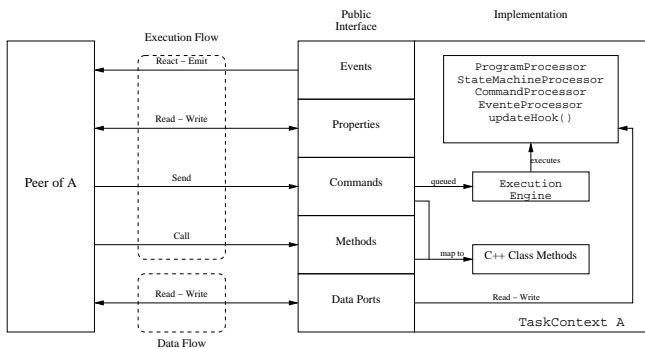 Public
Interface
Implementation
Execution Flow
React – Emit
Events
ProgramProcessor
StateMachineProcessor
CommandProcessor
EventeProcessor
updateHook()
Read – Write
Properties
executes
Peer of A
Send
Commands
queued
Execution
Engine
Call
Methods
map to
C++ Class Methods
Read – Write
Data Ports
Read – Write
TaskContext A
Data Flow